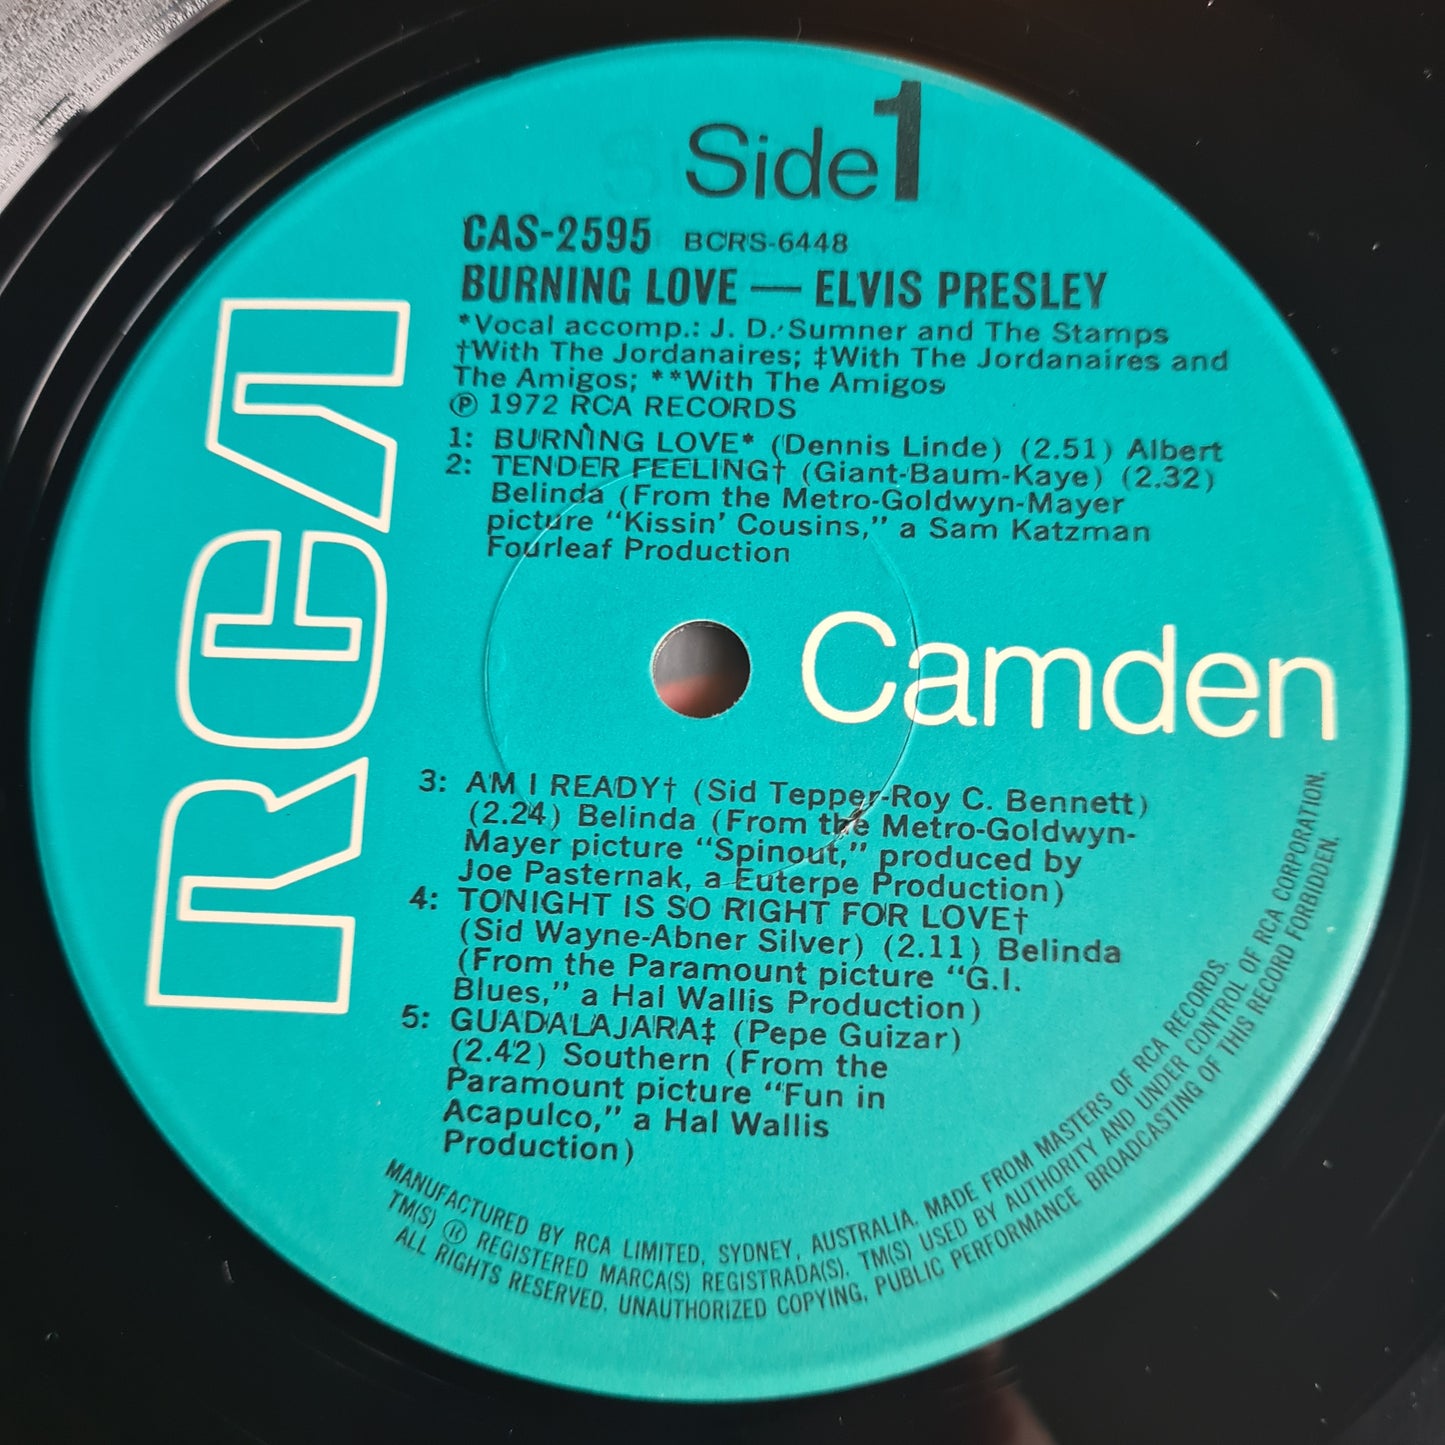 Side 1
CAS-2595 BCRS-6448
BURNING LOVE — ELVIS PRESLEY
*Vocal accomp.: J. D. Sumner and The Stamps
†With The Jordanaires; ‡With The Jordanaires and
The Amigos; **With The Amigos
Ⓟ 1972 RCA RECORDS
1: BURNING LOVE* (Dennis Linde) (2.51) Albert
2: TENDER FEELING† (Giant-Baum-Kaye) (2.32)
Belinda (From the Metro-Goldwyn-Mayer
picture "Kissin' Cousins," a Sam Katzman
Fourleaf Production
RCA
Camden
3: AM I READY† (Sid Tepper-Roy C. Bennett)
(2.24) Belinda (From the Metro-Goldwyn-
Mayer picture "Spinout," produced by
Joe Pasternak, a Euterpe Production)
4: TONIGHT IS SO RIGHT FOR LOVE†
(Sid Wayne-Abner Silver) (2.11) Belinda
(From the Paramount picture "G.I.
Blues," a Hal Wallis Production)
5: GUADALAJARA‡ (Pepe Guizar)
(2.42) Southern (From the
Paramount picture "Fun in
Acapulco," a Hal Wallis
Production)
MANUFACTURED BY RCA LIMITED, SYDNEY, AUSTRALIA. MADE FROM MASTERS OF RCA RECORDS.
TM(S) ® REGISTERED MARCA(S) REGISTRADA(S). TM(S) USED BY AUTHORITY AND UNDER CONTROL OF RCA CORPORATION.
ALL RIGHTS RESERVED. UNAUTHORIZED COPYING, PUBLIC PERFORMANCE BROADCASTING OF THIS RECORD FORBIDDEN.